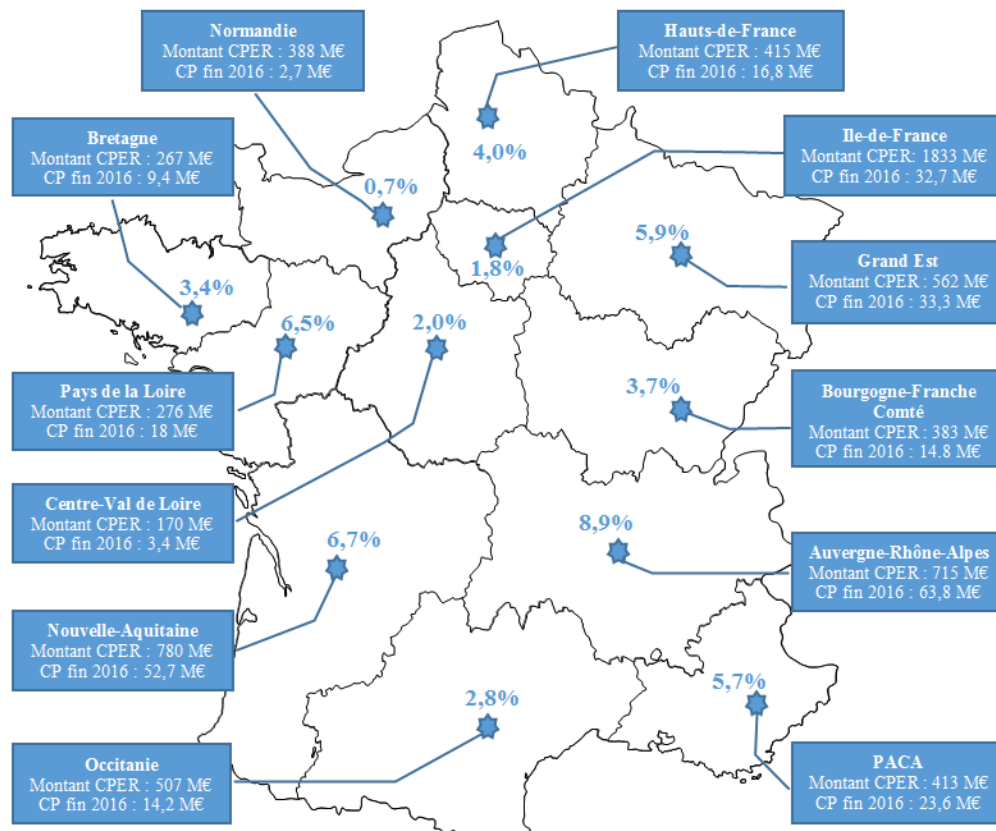 Normandie
Montant CPER : 388 M€
CP fin 2016 : 2,7 M€
Hauts-de-France
Montant CPER : 415 M€
CP fin 2016 : 16,8 M€
Bretagne
Montant CPER : 267 M€
CP fin 2016 : 9,4 M€
Ile-de-France
Montant CPER: 1833 M€
CP fin 2016 : 32,7 M€
4,0%
0,7%
5,9%
1,8%
Grand Est
Montant CPER : 562 M€
CP fin 2016 : 33,3 M€
3,4%
6,5%
2,0%
Pays de la Loire
Montant CPER : 276 M€
CP fin 2016 : 18 M€
3,7%
Bourgogne-Franche
Comté
Montant CPER : 383 M€
CP fin 2016 : 14.8 M€
Centre-Val de Loire
Montant CPER : 170 M€
CP fin 2016 : 3,4 M€
6,7%
8,9%
Auvergne-Rhône-Alpes
Montant CPER : 715 M€
CP fin 2016 : 63,8 M€
Nouvelle-Aquitaine
Montant CPER : 780 M€
CP fin 2016 : 52,7 M€
2,8%
5,7%
Occitanie
Montant CPER : 507 M€
CP fin 2016 : 14,2 M€
PACA
Montant CPER : 413 M€
CP fin 2016 : 23,6 M€